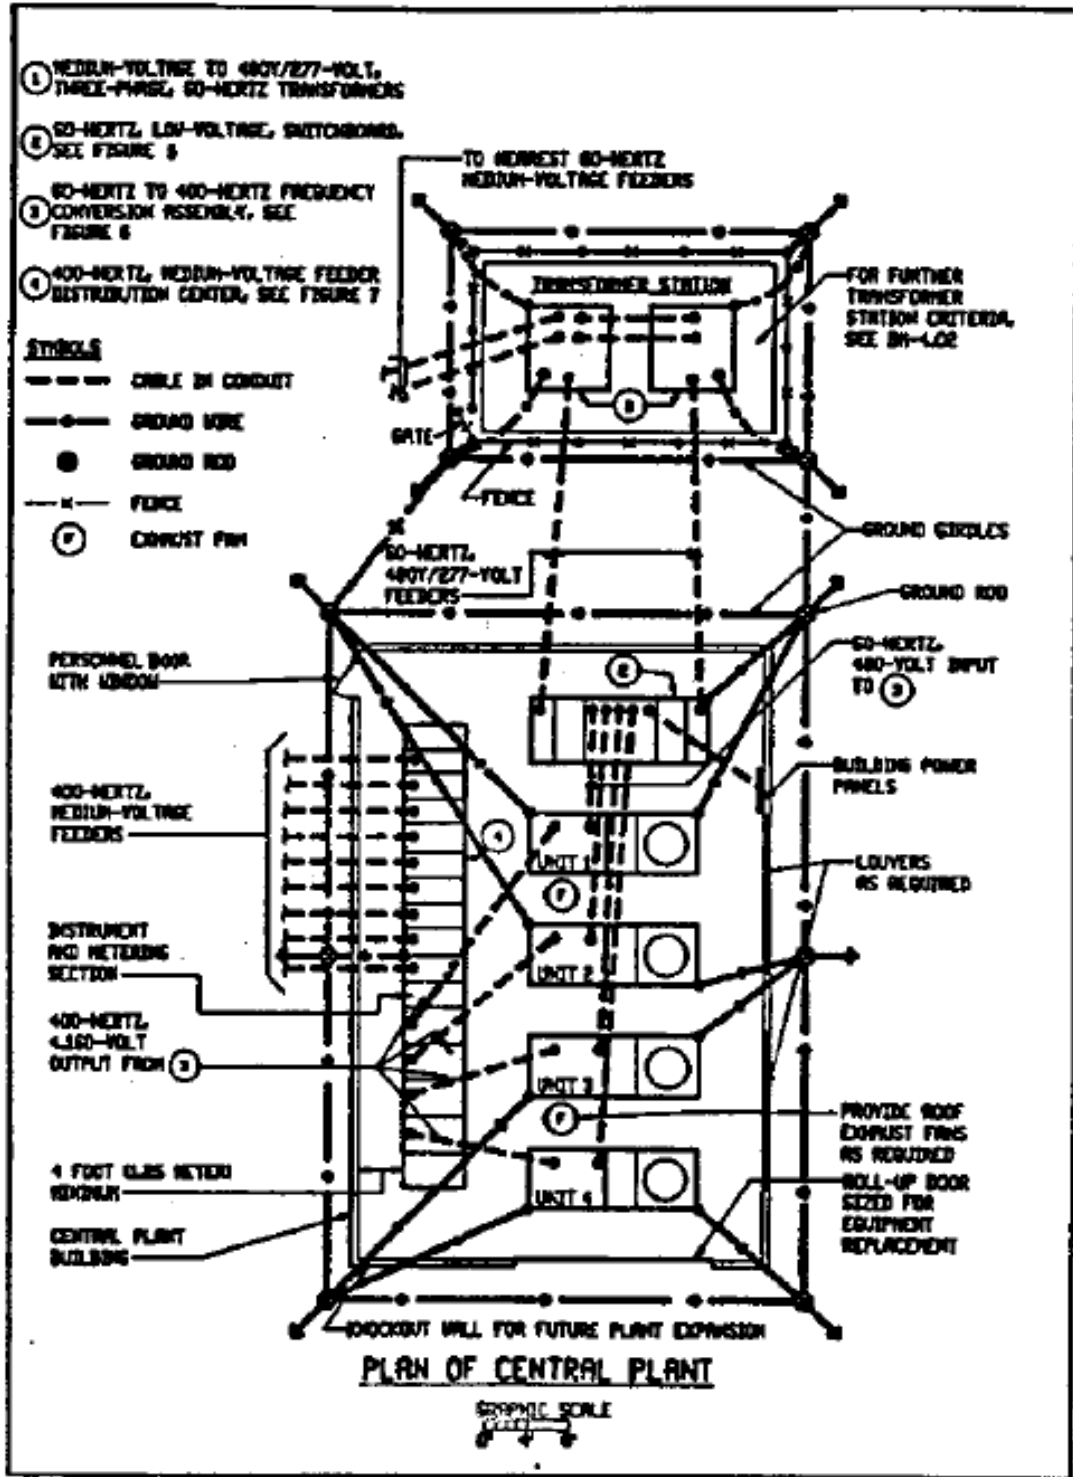 1 MEDIUM-VOLTAGE TO 480Y/277-VOLT,
THREE-PHASE, 60-HERTZ TRANSFORMERS
2 60-HERTZ, LOW-VOLTAGE, SWITCHBOARD,
SEE FIGURE 5
3 60-HERTZ TO 400-HERTZ FREQUENCY
CONVERSION ASSEMBLY, SEE
FIGURE 6
4 400-HERTZ, MEDIUM-VOLTAGE FEEDER
DISTRIBUTION CENTER, SEE FIGURE 7
SYMBOLS
CABLE IN CONDUIT
GROUND WIRE
GROUND ROD
FENCE
F EXHAUST FAN
TO NEAREST 60-HERTZ
MEDIUM-VOLTAGE FEEDERS
TRANSFORMER STATION
FOR FURTHER
TRANSFORMER
STATION CRITERIA,
SEE DM-4.02
GATE
FENCE
GROUND GIRDLES
60-HERTZ,
480Y/277-VOLT
FEEDERS
GROUND ROD
PERSONNEL DOOR
WITH WINDOW
2
60-HERTZ,
480-VOLT INPUT
TO 3
BUILDING POWER
PANELS
400-HERTZ,
MEDIUM-VOLTAGE
FEEDERS
4
UNIT 1
F
LOUVERS
AS REQUIRED
INSTRUMENT
AND METERING
SECTION
UNIT 2
400-HERTZ,
4,160-VOLT
OUTPUT FROM 3
UNIT 3
F
PROVIDE ROOF
EXHAUST FANS
AS REQUIRED
4 FOOT (1.25 METER)
MINIMUM
UNIT 4
ROLL-UP DOOR
SIZED FOR
EQUIPMENT
REPLACEMENT
CENTRAL PLANT
BUILDING
KNOCKOUT WALL FOR FUTURE PLANT EXPANSION
PLAN OF CENTRAL PLANT
GRAPHIC SCALE